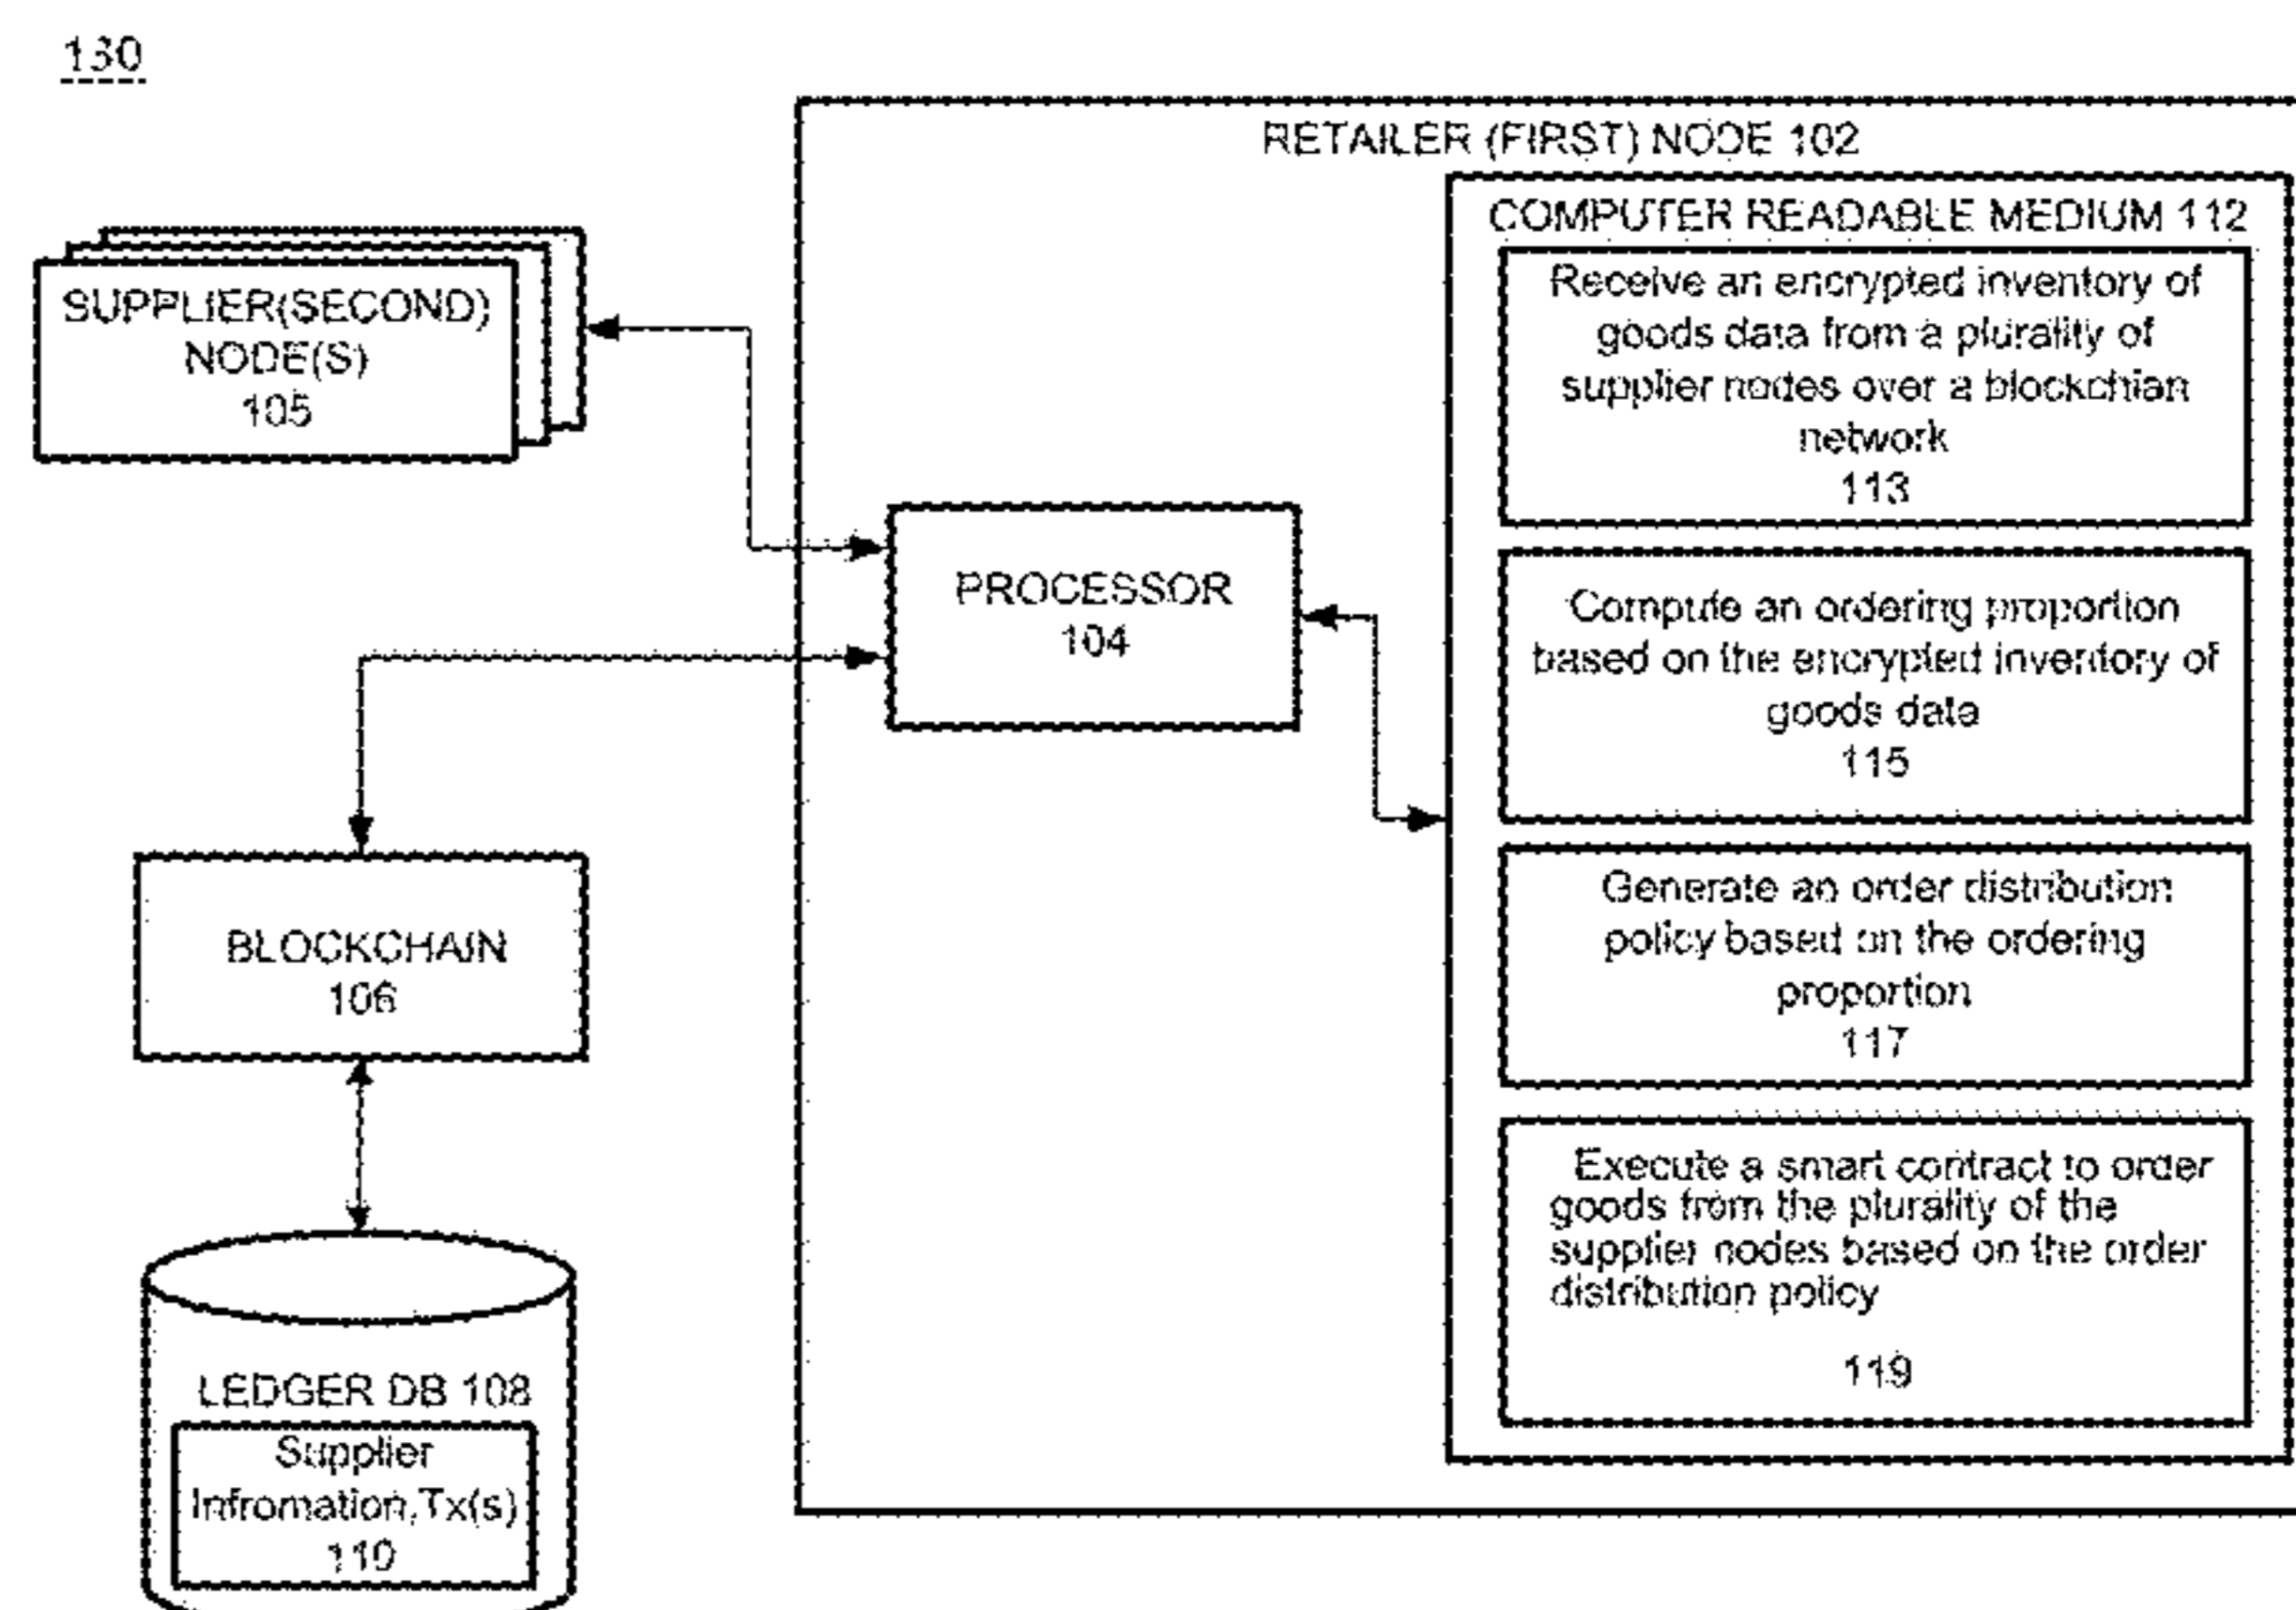 130
RETAILER (FIRST) NODE 102
COMPUTER READABLE MEDIUM 112
SUPPLIER(SECOND)
NODE(S)
105
Receive an encrypted inventory of
goods data from a plurality of
supplier nodes over a blockchian
network
113
PROCESSOR
104
Compute an ordering proportion
based on the encrypted inventory of
goods data
115
BLOCKCHAIN
106
Generate an order distribution
policy based on the ordering
proportion
117
Execute a smart contract to order
goods from the plurality of the
supplier nodes based on the order
distribution policy
119
LEDGER DB 108
Supplier
Infromation,Tx(s)
110